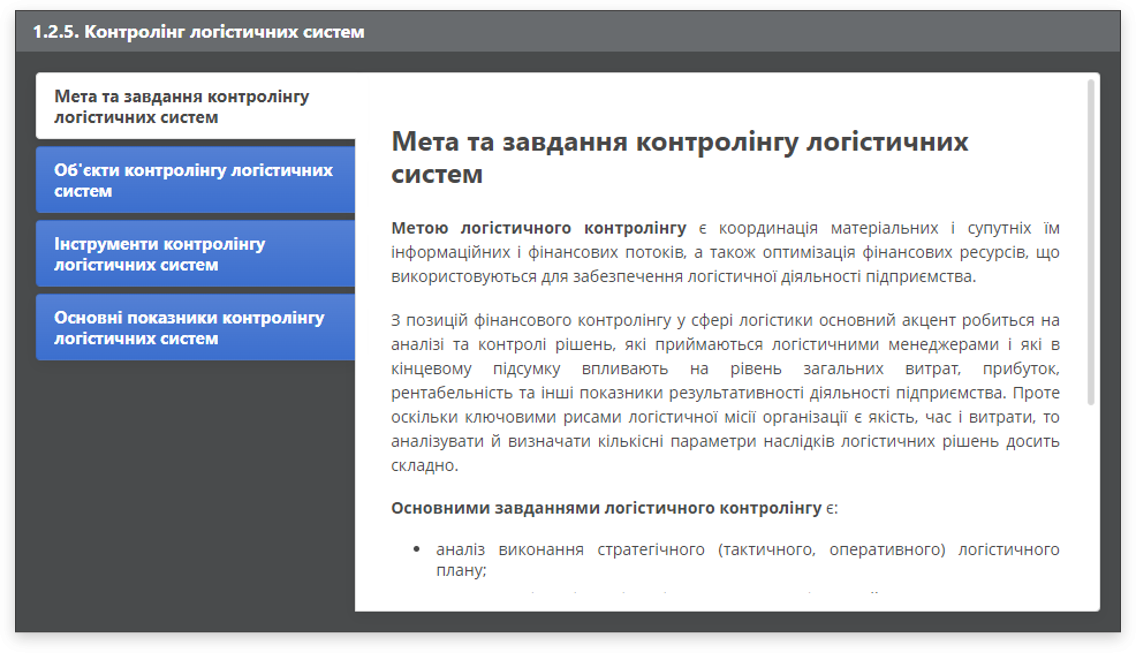 1.2.5. Контролінг логістичних систем
Мета та завдання контролінгу
логістичних систем
Об'єкти контролінгу логістичних
систем
Інструменти контролінгу
логістичних систем
Основні показники контролінгу
логістичних систем
Мета та завдання контролінгу логістичних
систем
Метою логістичного контролінгу є координація матеріальних і супутніх їм
інформаційних і фінансових потоків, а також оптимізація фінансових ресурсів, що
використовуються для забезпечення логістичної діяльності підприємства.
З позицій фінансового контролінгу у сфері логістики основний акцент робиться на
аналізі та контролі рішень, які приймаються логістичними менеджерами і які в
кінцевому підсумку впливають на рівень загальних витрат, прибуток,
рентабельність та інші показники результативності діяльності підприємства. Проте
оскільки ключовими рисами логістичної місії організації є якість, час і витрати, то
аналізувати й визначати кількісні параметри наслідків логістичних рішень досить
складно.
Основними завданнями логістичного контролінгу є:
• аналіз виконання стратегічного (тактичного, оперативного) логістичного
плану;